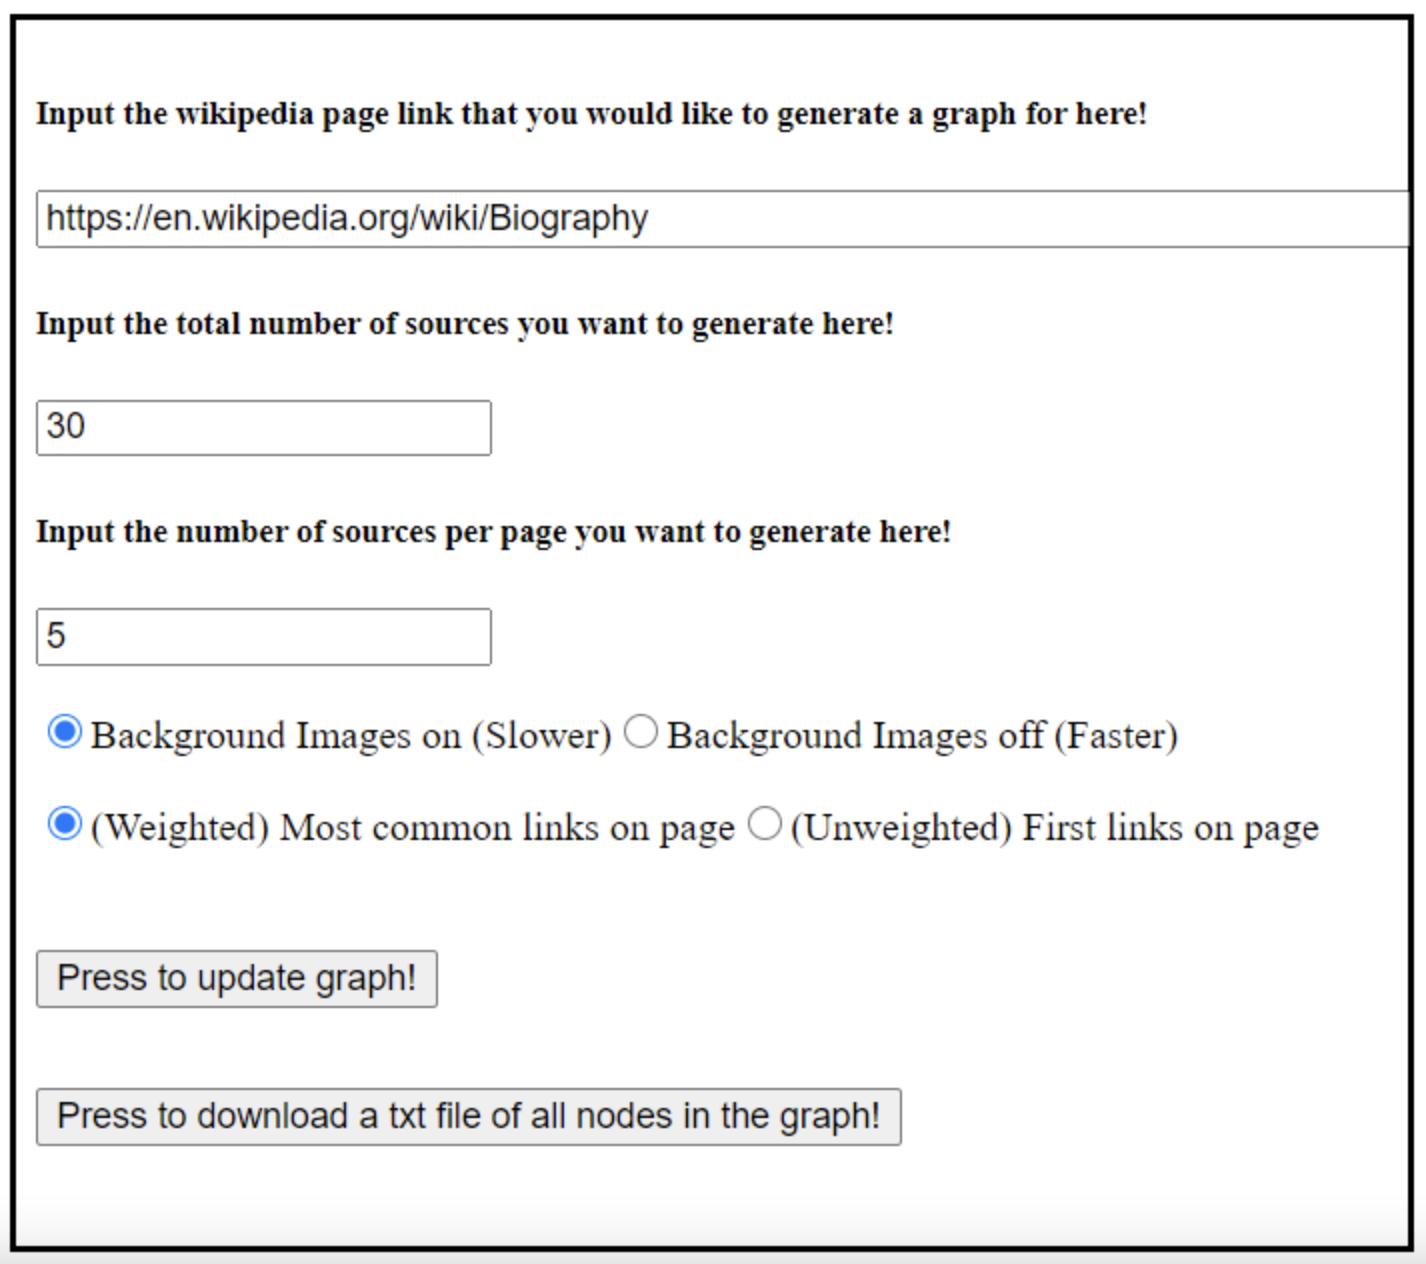 Input the wikipedia page link that you would like to generate a graph for here!
https://en.wikipedia.org/wiki/Biography
Input the total number of sources you want to generate here!
30
Input the number of sources per page you want to generate here!
5
Background Images on (Slower) Background Images off (Faster)
(Weighted) Most common links on page (Unweighted) First links on page
Press to update graph!
Press to download a txt file of all nodes in the graph!